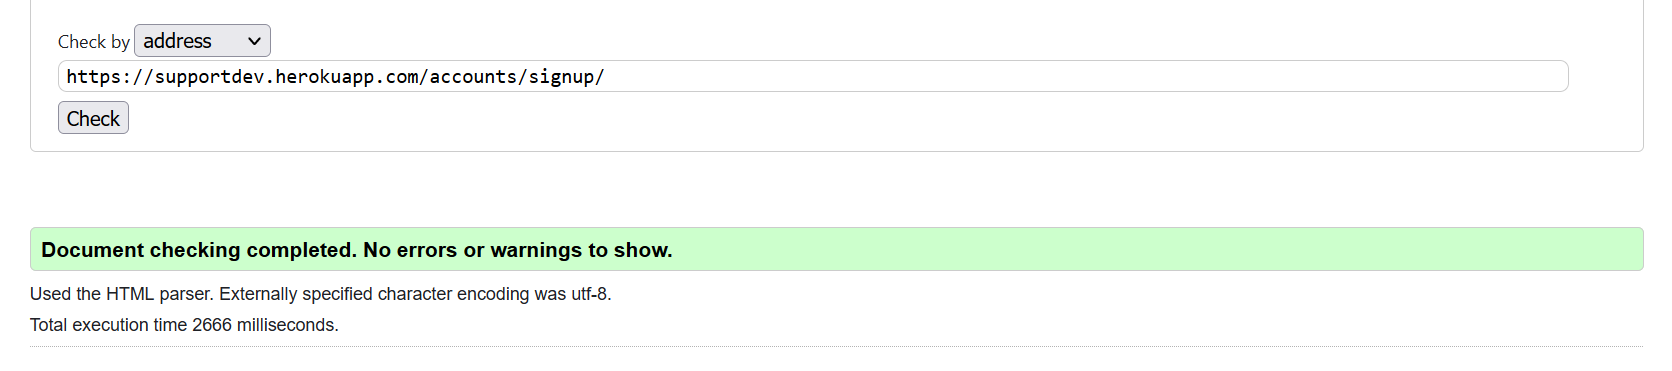 Check by address
https://supportdev.herokuapp.com/accounts/signup/
Check
Document checking completed. No errors or warnings to show.
Used the HTML parser. Externally specified character encoding was utf-8.
Total execution time 2666 milliseconds.